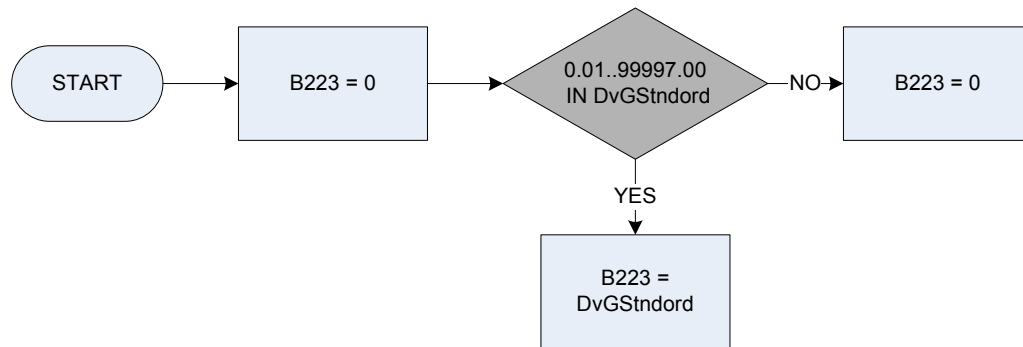 START
B223 = 0
0.01..99997.00
IN DvGStndord
NO
B223 = 0
YES
B223 =
DvGStndord